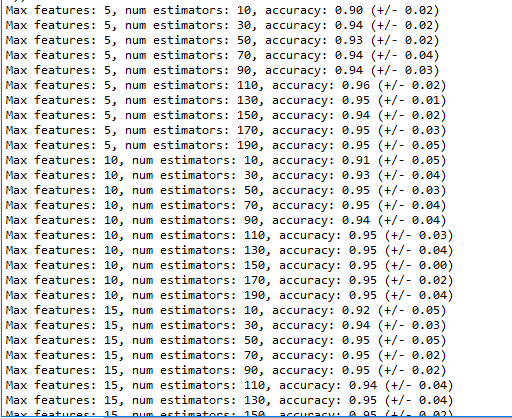 Max features: 5, num estimators: 10, accuracy: 0.90 (+/- 0.02)
Max features: 5, num estimators: 30, accuracy: 0.94 (+/- 0.02)
Max features: 5, num estimators: 50, accuracy: 0.93 (+/- 0.02)
Max features: 5, num estimators: 70, accuracy: 0.94 (+/- 0.04)
Max features: 5, num estimators: 90, accuracy: 0.94 (+/- 0.03)
Max features: 5, num estimators: 110, accuracy: 0.96 (+/- 0.02)
Max features: 5, num estimators: 130, accuracy: 0.95 (+/- 0.01)
Max features: 5, num estimators: 150, accuracy: 0.94 (+/- 0.02)
Max features: 5, num estimators: 170, accuracy: 0.95 (+/- 0.03)
Max features: 5, num estimators: 190, accuracy: 0.95 (+/- 0.05)
Max features: 10, num estimators: 10, accuracy: 0.91 (+/- 0.05)
Max features: 10, num estimators: 30, accuracy: 0.93 (+/- 0.04)
Max features: 10, num estimators: 50, accuracy: 0.95 (+/- 0.03)
Max features: 10, num estimators: 70, accuracy: 0.95 (+/- 0.04)
Max features: 10, num estimators: 90, accuracy: 0.94 (+/- 0.04)
Max features: 10, num estimators: 110, accuracy: 0.95 (+/- 0.03)
Max features: 10, num estimators: 130, accuracy: 0.95 (+/- 0.04)
Max features: 10, num estimators: 150, accuracy: 0.95 (+/- 0.00)
Max features: 10, num estimators: 170, accuracy: 0.95 (+/- 0.02)
Max features: 10, num estimators: 190, accuracy: 0.95 (+/- 0.04)
Max features: 15, num estimators: 10, accuracy: 0.92 (+/- 0.05)
Max features: 15, num estimators: 30, accuracy: 0.94 (+/- 0.03)
Max features: 15, num estimators: 50, accuracy: 0.95 (+/- 0.05)
Max features: 15, num estimators: 70, accuracy: 0.95 (+/- 0.02)
Max features: 15, num estimators: 90, accuracy: 0.95 (+/- 0.02)
Max features: 15, num estimators: 110, accuracy: 0.94 (+/- 0.04)
Max features: 15, num estimators: 130, accuracy: 0.95 (+/- 0.04)
Max features: 15, num estimators: 150, accuracy: 0.95 (+/- 0.02)